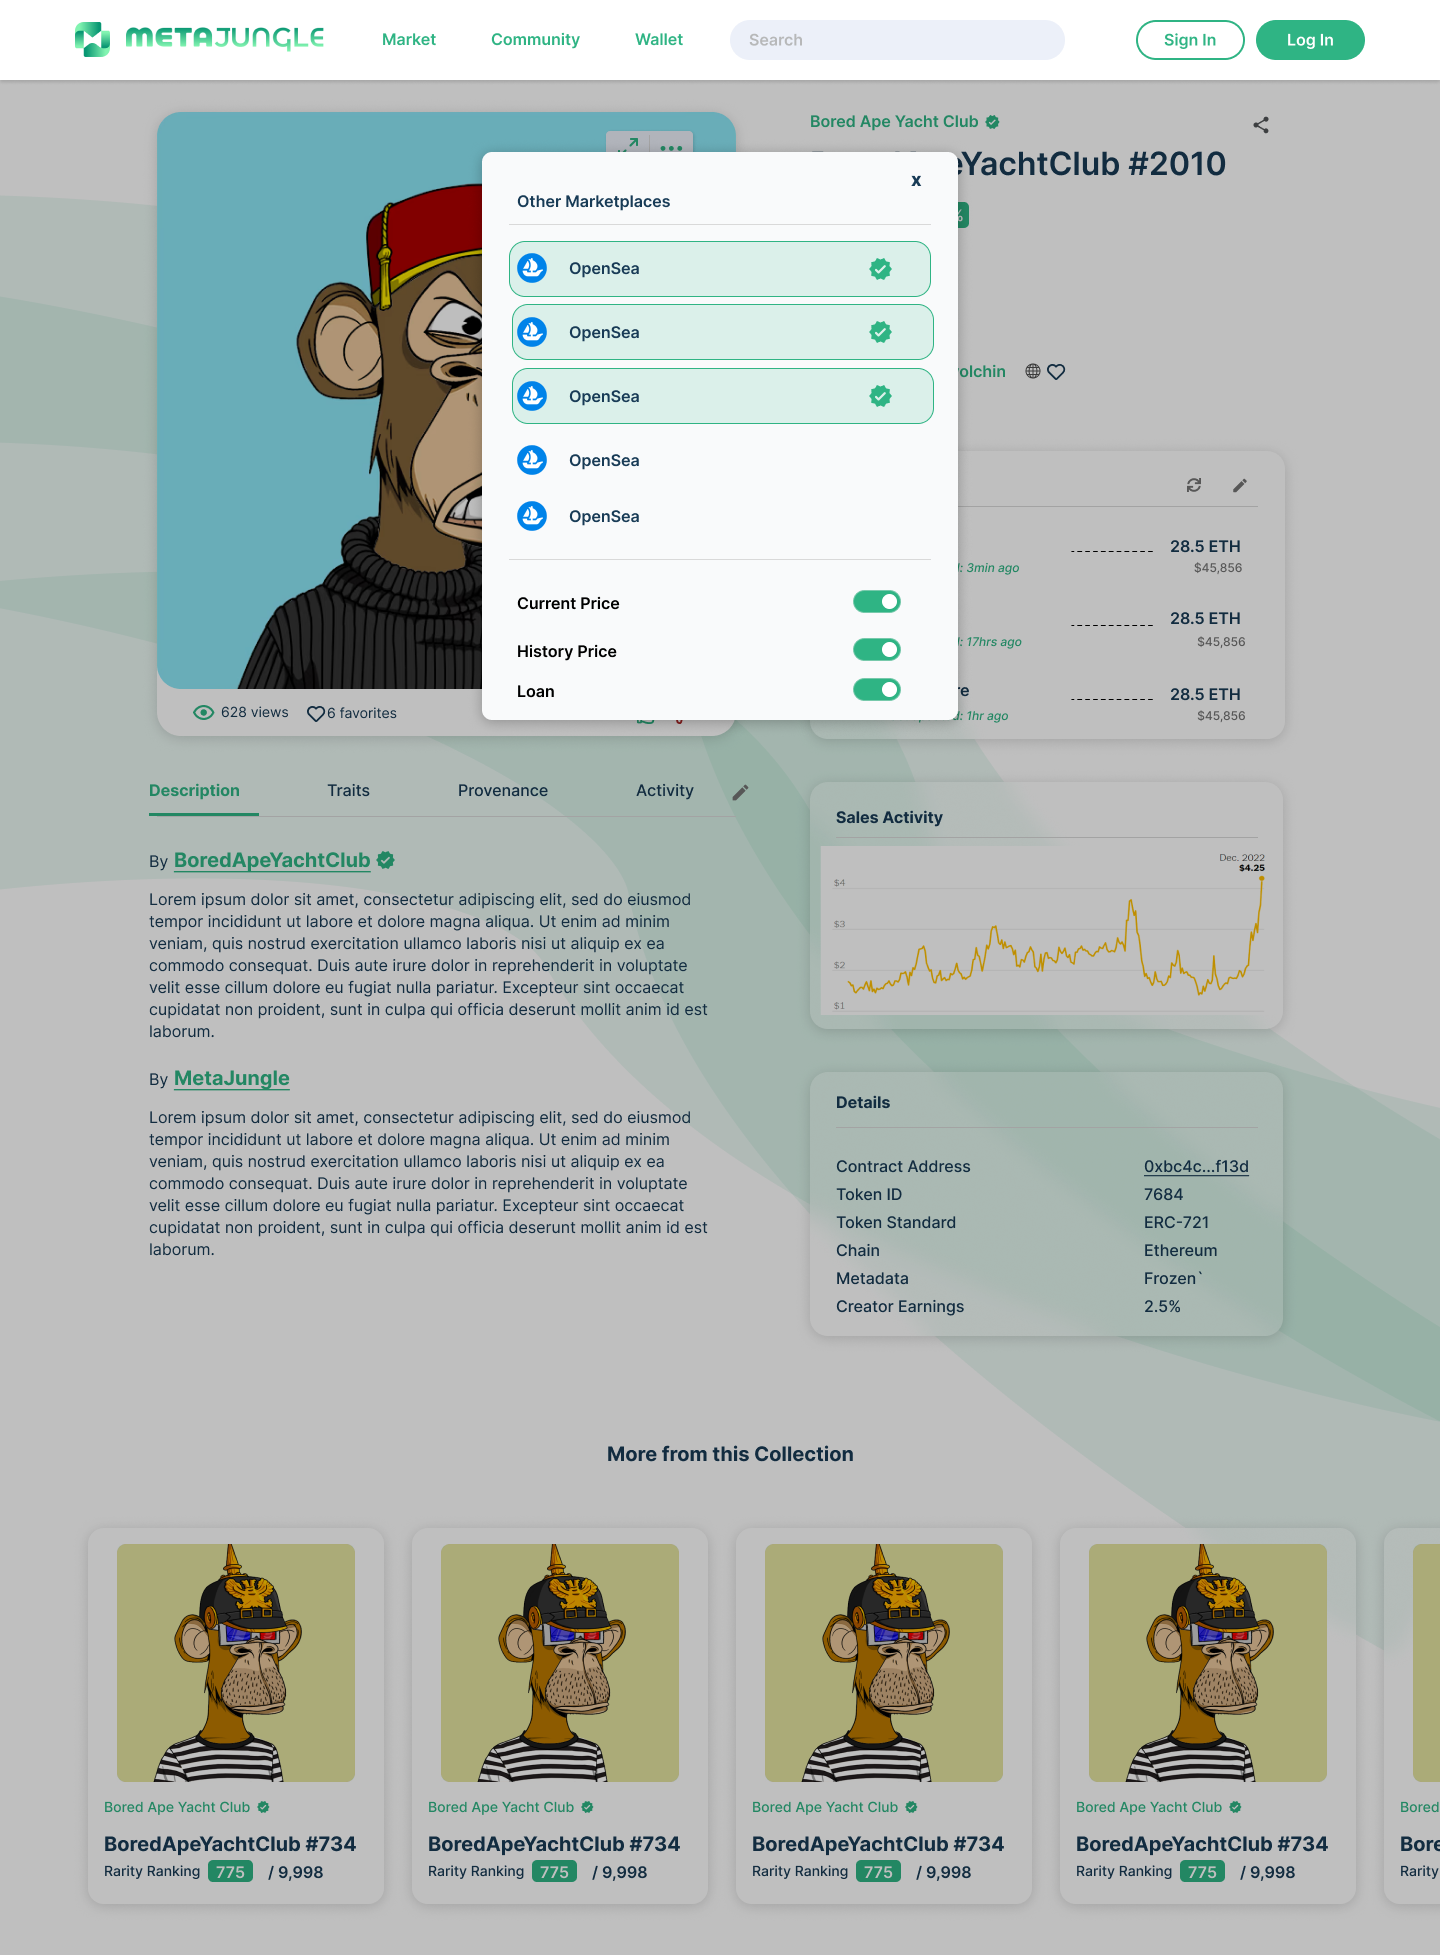 METAJUNGLE
Market
Community
Wallet
Search
Sign In
Log In
Bored Ape Yacht Club
YachtClub #2010
x
Other Marketplaces
OpenSea
OpenSea
OpenSea
OpenSea
OpenSea
Current Price
History Price
Loan
28.5 ETH
3min ago
$45,856
28.5 ETH
17hrs ago
$45,856
28.5 ETH
1hr ago
$45,856
628 views
6 favorites
Description
Traits
Provenance
Activity
By BoredApeYachtClub
Lorem ipsum dolor sit amet, consectetur adipiscing elit, sed do eiusmod
tempor incididunt ut labore et dolore magna aliqua. Ut enim ad minim
veniam, quis nostrud exercitation ullamco laboris nisi ut aliquip ex ea
commodo consequat. Duis aute irure dolor in reprehenderit in voluptate
velit esse cillum dolore eu fugiat nulla pariatur. Excepteur sint occaecat
cupidatat non proident, sunt in culpa qui officia deserunt mollit anim id est
laborum.
By MetaJungle
Lorem ipsum dolor sit amet, consectetur adipiscing elit, sed do eiusmod
tempor incididunt ut labore et dolore magna aliqua. Ut enim ad minim
veniam, quis nostrud exercitation ullamco laboris nisi ut aliquip ex ea
commodo consequat. Duis aute irure dolor in reprehenderit in voluptate
velit esse cillum dolore eu fugiat nulla pariatur. Excepteur sint occaecat
cupidatat non proident, sunt in culpa qui officia deserunt mollit anim id est
laborum.
Sales Activity
Dec. 2022
$4.25
$4
$3
$2
$1
Details
Contract Address 0xbc4c...f13d
Token ID 7684
Token Standard ERC-721
Chain Ethereum
Metadata Frozen`
Creator Earnings 2.5%
More from this Collection
Bored Ape Yacht Club
BoredApeYachtClub #734
Rarity Ranking 775 / 9,998
Bored Ape Yacht Club
BoredApeYachtClub #734
Rarity Ranking 775 / 9,998
Bored Ape Yacht Club
BoredApeYachtClub #734
Rarity Ranking 775 / 9,998
Bored Ape Yacht Club
BoredApeYachtClub #734
Rarity Ranking 775 / 9,998
Bored
Bore
Rarity